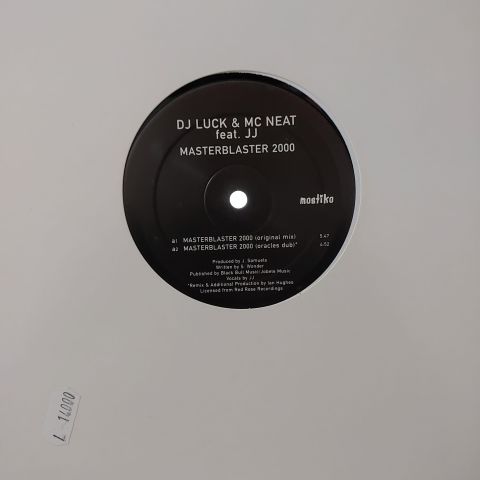 DJ LUCK & MC NEAT
feat. JJ
MASTERBLASTER 2000
mostiko
a1 MASTERBLASTER 2000 (original mix) 5.47
a2 MASTERBLASTER 2000 (oracles dub)* 4.52
Produced by J. Samuels
Written by S. Wonder
Published by Black Bull Music/Jobete Music
Vocals by JJ
*Remix & Additional Production by Ian Hughes
Licensed from Red Rose Recordings
L 14000